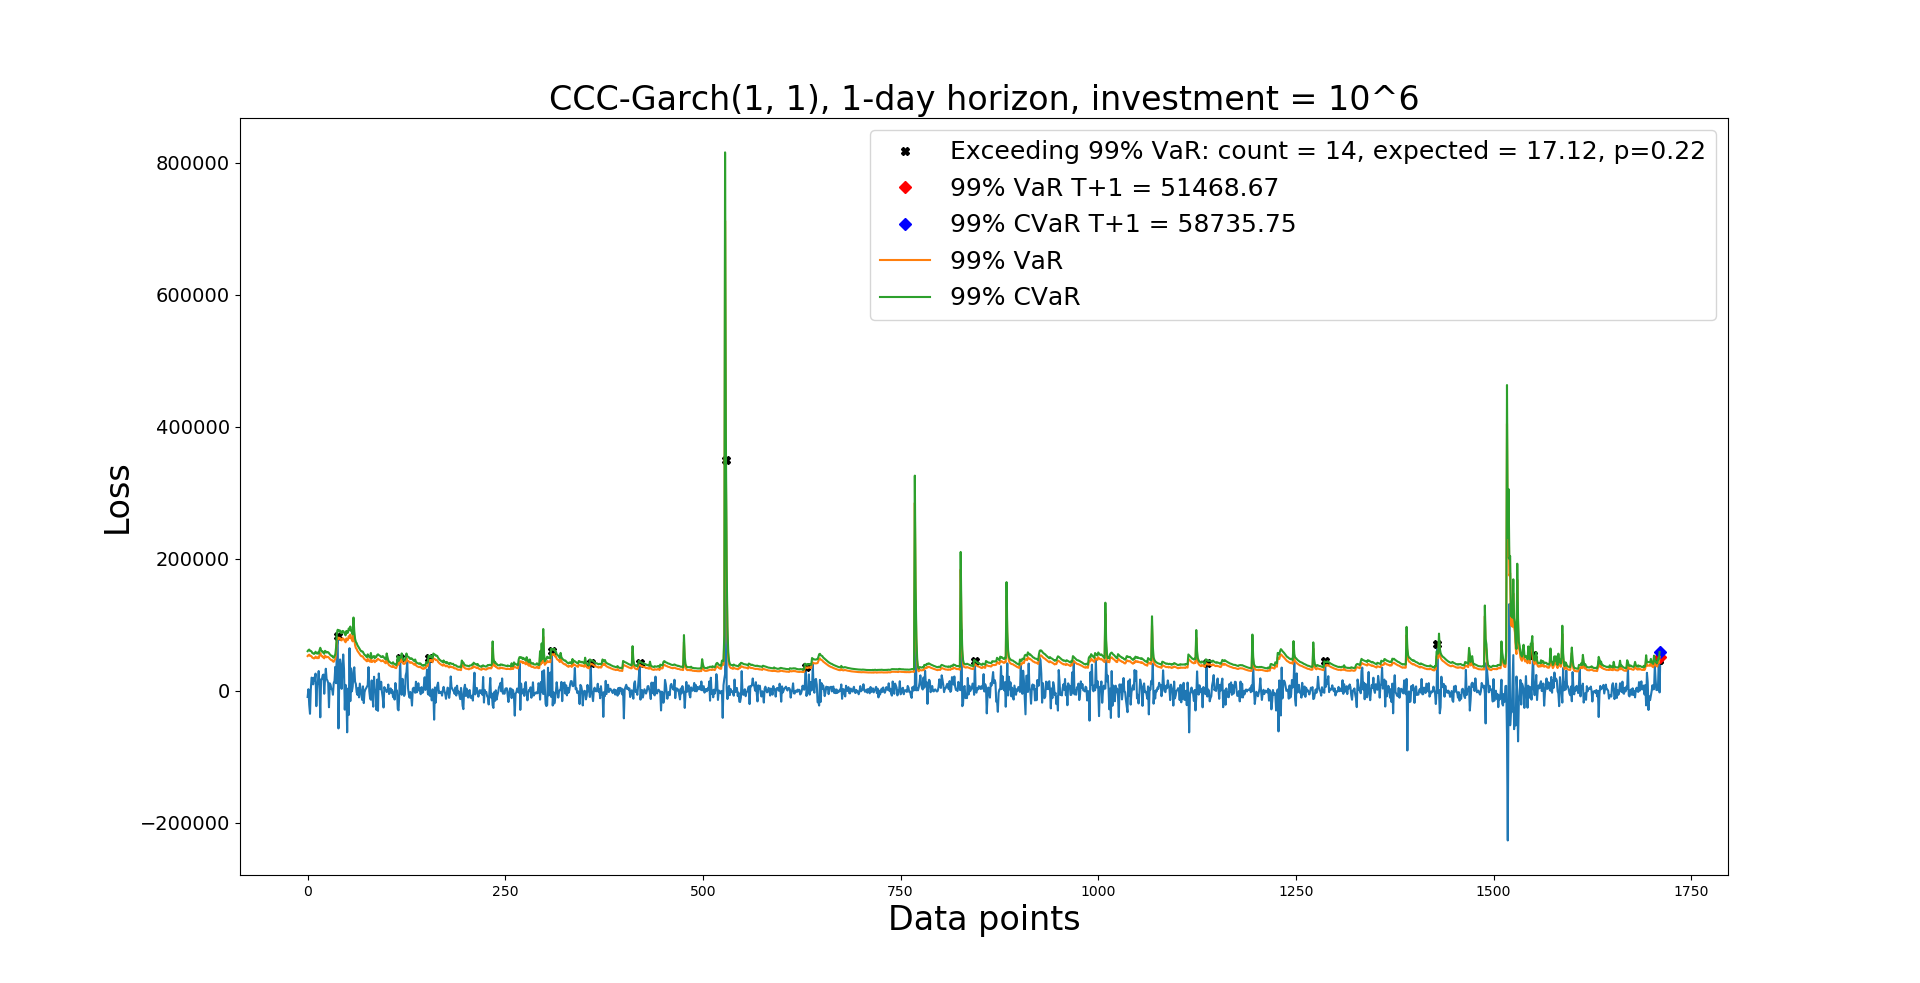 CCC-Garch(1, 1), 1-day horizon, investment = 10^6
Exceeding 99% VaR: count = 14, expected = 17.12, p=0.22
99% VaR T+1 = 51468.67
99% CVaR T+1 = 58735.75
99% VaR
99% CVaR
Loss
800000
600000
400000
200000
0
−200000
0 250 500 750 1000 1250 1500 1750
Data points